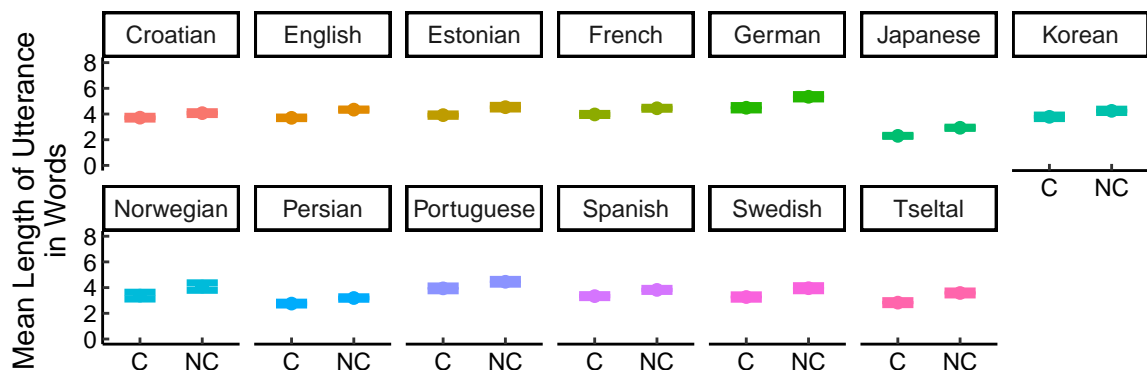 Mean Length of Utterance
in Words
Croatian English Estonian French German Japanese Korean
8
6
4
2
0
C NC
Norwegian Persian Portuguese Spanish Swedish Tseltal
8
6
4
2
0
C NC C NC C NC C NC C NC C NC